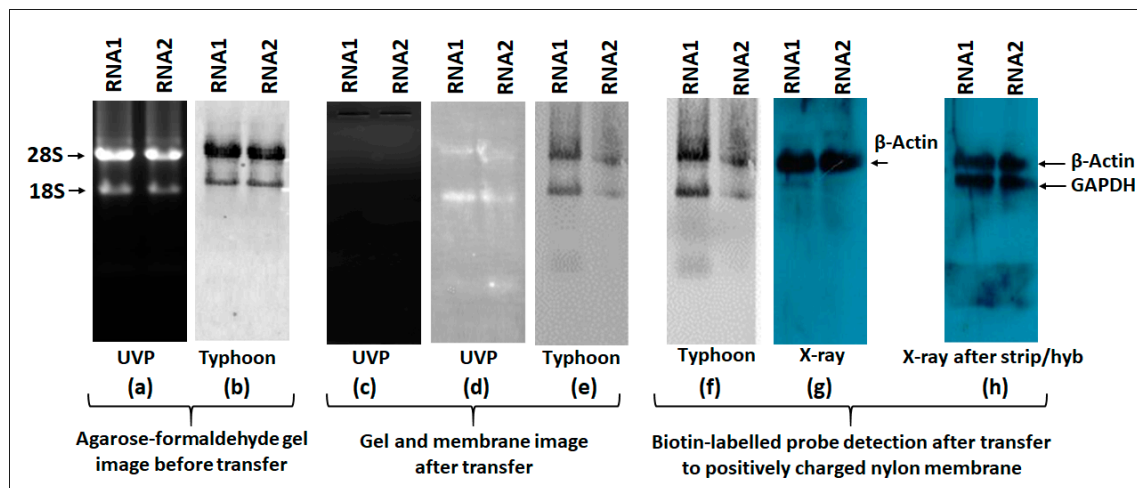 RNA1 RNA2 RNA1 RNA2 RNA1 RNA2 RNA1 RNA2 RNA1 RNA2 RNA1 RNA2 RNA1 RNA2 RNA1 RNA2
28S
18S
β-Actin
β-Actin
GAPDH
UVP Typhoon UVP UVP Typhoon Typhoon X-ray X-ray after strip/hyb
(a) (b) (c) (d) (e) (f) (g) (h)
Agarose-formaldehyde gel
image before transfer
Gel and membrane image
after transfer
Biotin-labelled probe detection after transfer
to positively charged nylon membrane